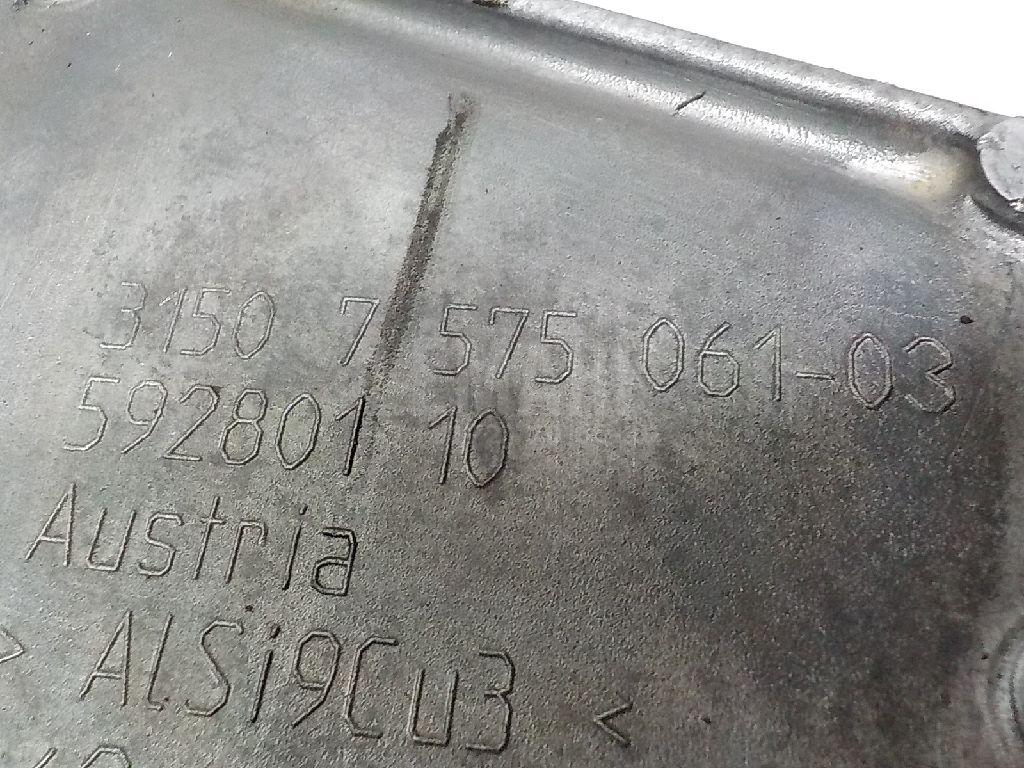 3150 7 575 061-03
592801 10
Austria
> AlSi9Cu3 <